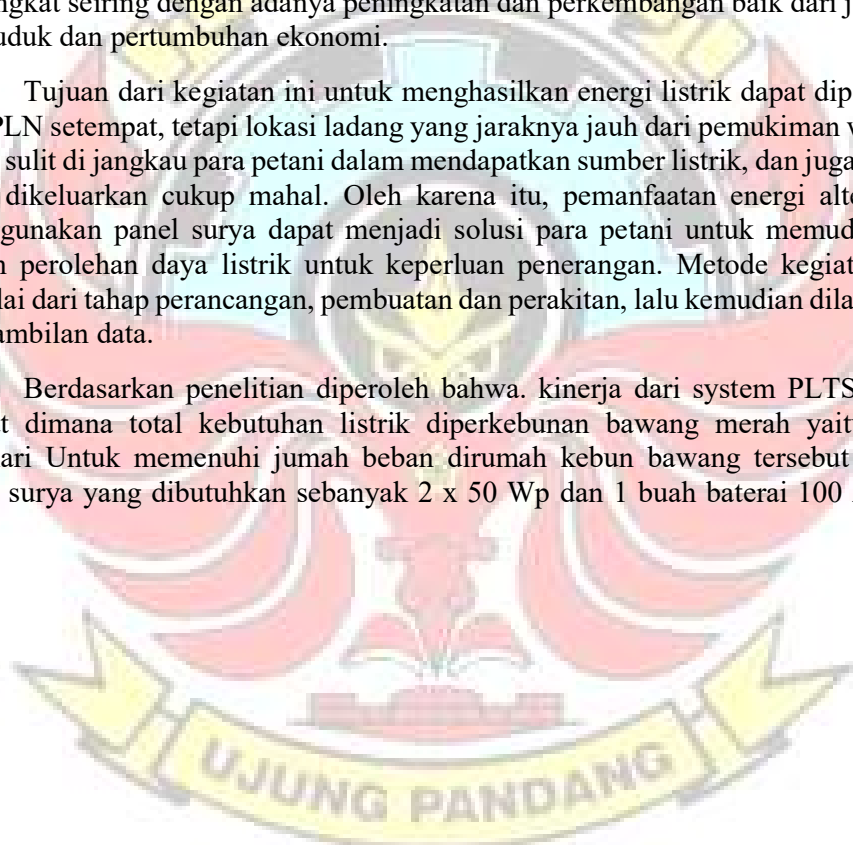 ngkat seiring dengan adanya peningkatan dan perkembangan baik dari j
uduk dan pertumbuhan ekonomi.
Tujuan dari kegiatan ini untuk menghasilkan energi listrik dapat dip
PLN setempat, tetapi lokasi ladang yang jaraknya jauh dari pemukiman w
sulit di jangkau para petani dalam mendapatkan sumber listrik, dan juga
dikeluarkan cukup mahal. Oleh karena itu, pemanfaatan energi alte
gunakan panel surya dapat menjadi solusi para petani untuk memud
perolehan daya listrik untuk keperluan penerangan. Metode kegiat
lai dari tahap perancangan, pembuatan dan perakitan, lalu kemudian dila
ambilan data.
Berdasarkan penelitian diperoleh bahwa. kinerja dari system PLTS
t dimana total kebutuhan listrik diperkebunan bawang merah yait
ari Untuk memenuhi jumah beban dirumah kebun bawang tersebut
surya yang dibutuhkan sebanyak 2 x 50 Wp dan 1 buah baterai 100
UJUNG PANDANG